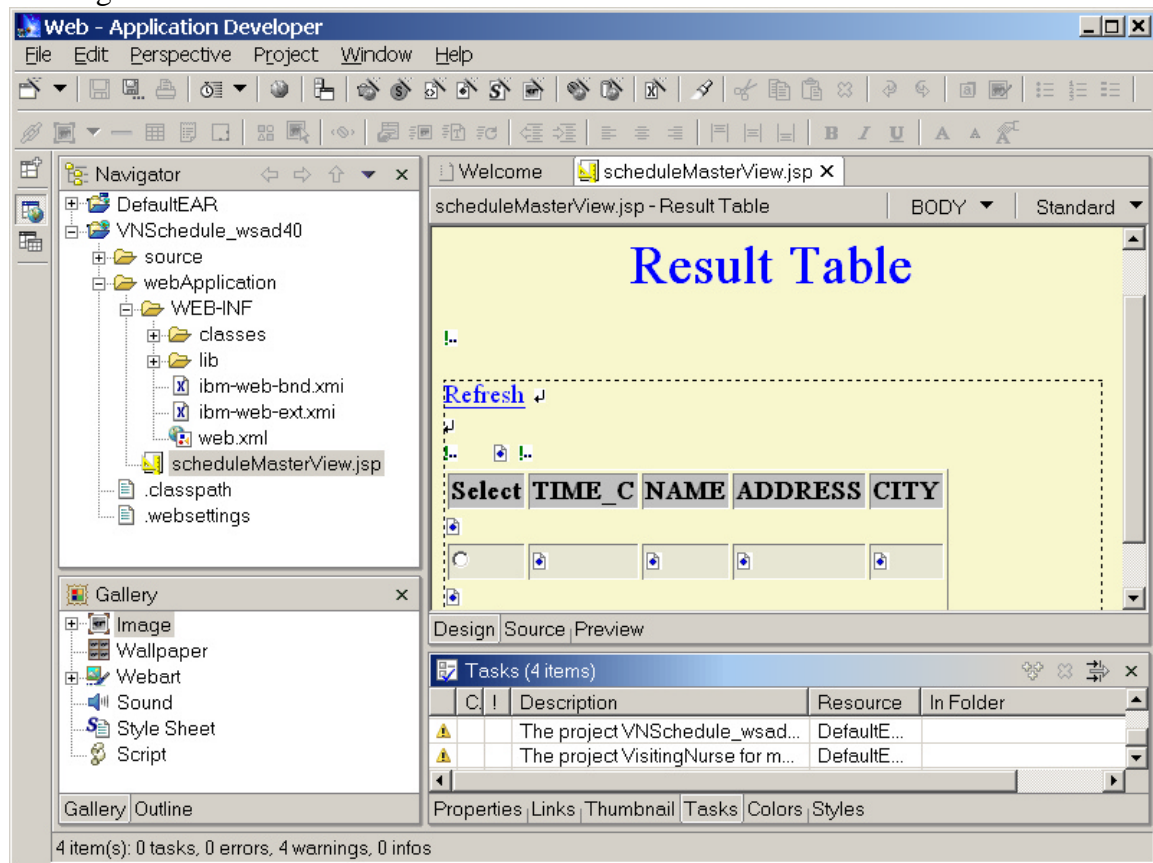 Web - Application Developer
File Edit Perspective Project Window Help
Navigator
DefaultEAR
VNSchedule_wsad40
source
webApplication
WEB-INF
classes
lib
ibm-web-bnd.xmi
ibm-web-ext.xmi
web.xml
scheduleMasterView.jsp
.classpath
.websettings
Gallery
Image
Wallpaper
Webart
Sound
Style Sheet
Script
Gallery Outline
Welcome scheduleMasterView.jsp
scheduleMasterView.jsp - Result Table BODY Standard
Result Table
Refresh
Select TIME_C NAME ADDRESS CITY
Design Source Preview
Tasks (4 items)
C. ! Description Resource In Folder
The project VNSchedule_wsad... DefaultE...
The project VisitingNurse for m... DefaultE...
Properties Links Thumbnail Tasks Colors Styles
4 item(s): 0 tasks, 0 errors, 4 warnings, 0 infos